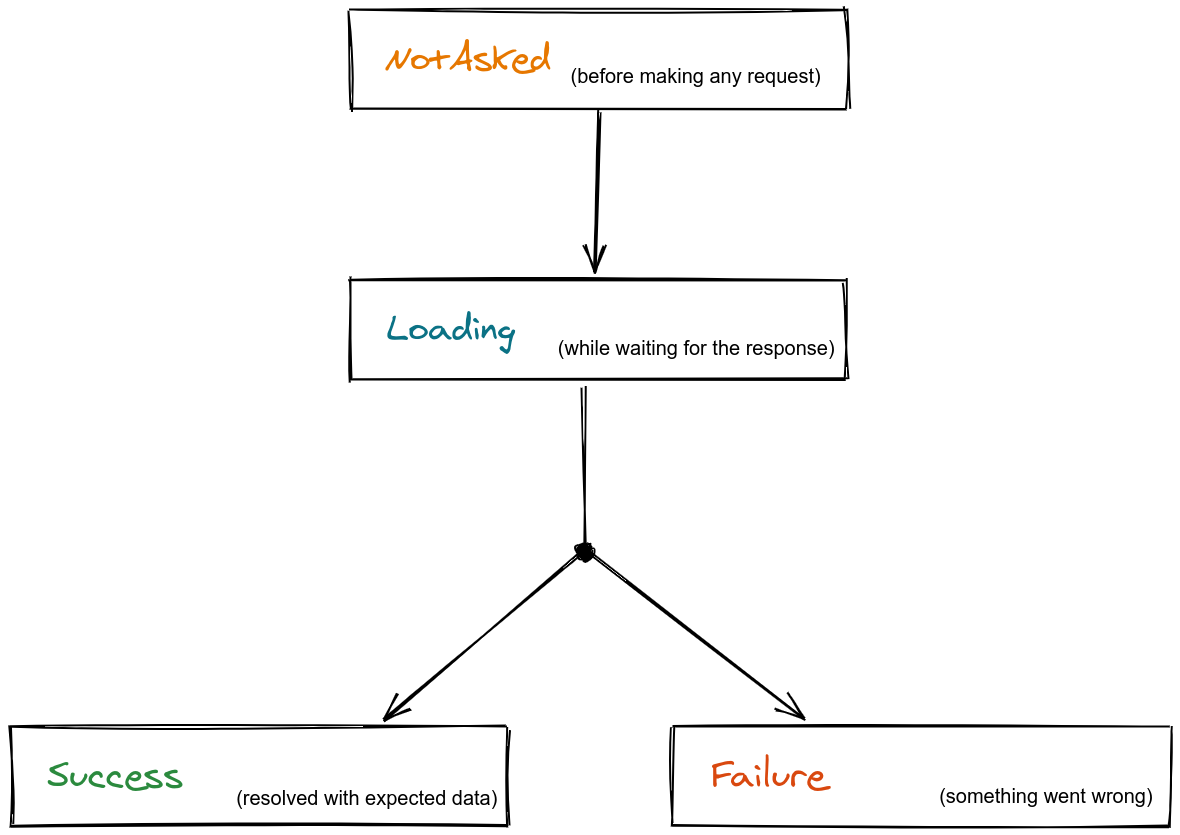 NotAsked (before making any request)
Loading (while waiting for the response)
Success (resolved with expected data)
Failure (something went wrong)